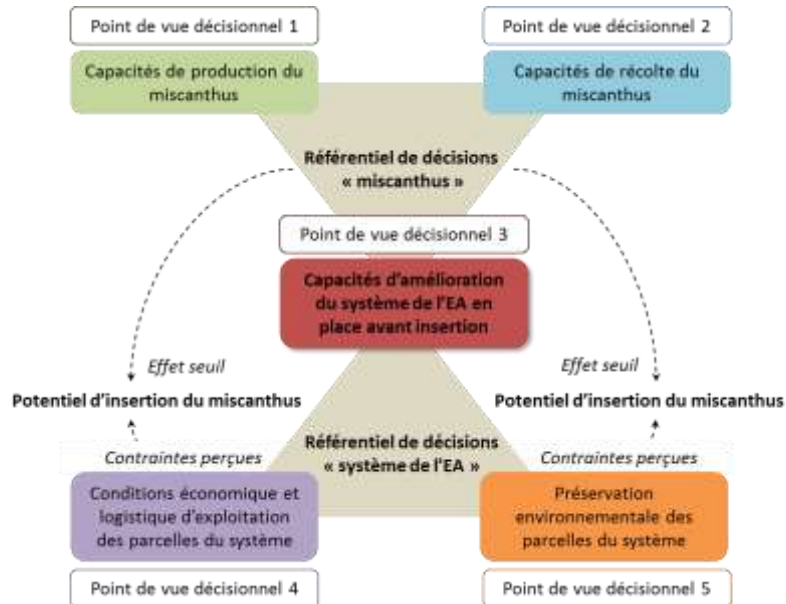 Point de vue décisionnel 1
Point de vue décisionnel 2
Capacités de production du
miscanthus
Capacités de récolte du
miscanthus
Référentiel de décisions
« miscanthus »
Point de vue décisionnel 3
Capacités d'amélioration
du système de l'EA en
place avant insertion
Effet seuil
Effet seuil
Potentiel d'insertion du miscanthus
Potentiel d'insertion du miscanthus
Référentiel de décisions
« système de l'EA »
Contraintes perçues
Contraintes perçues
Conditions économique et
logistique d'exploitation
des parcelles du système
Préservation
environnementale des
parcelles du système
Point de vue décisionnel 4
Point de vue décisionnel 5